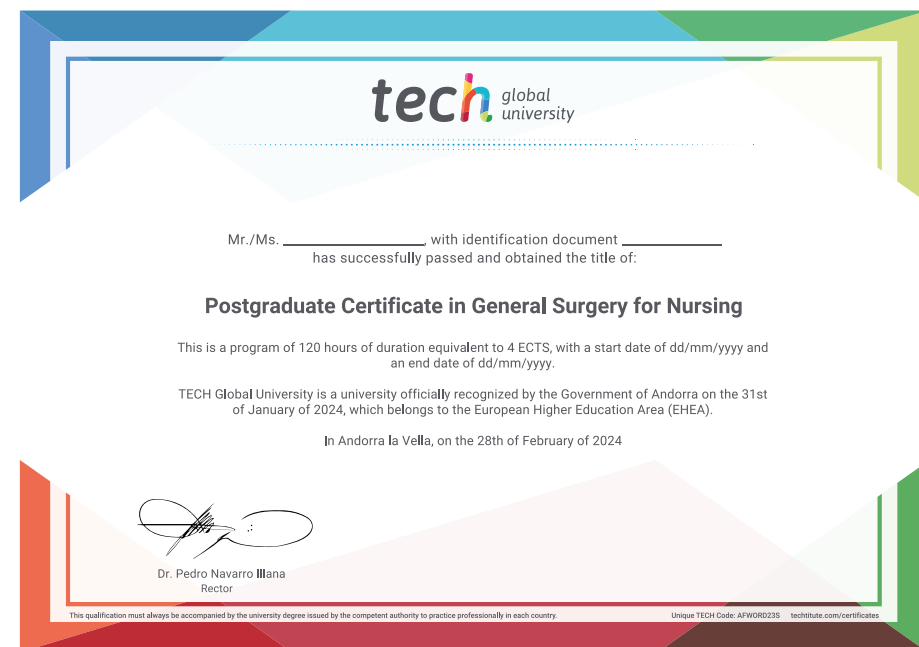 tech global
university
Mr./Ms. ____________, with identification document ____________
has successfully passed and obtained the title of:
Postgraduate Certificate in General Surgery for Nursing
This is a program of 120 hours of duration equivalent to 4 ECTS, with a start date of dd/mm/yyyy and
an end date of dd/mm/yyyy.
TECH Global University is a university officially recognized by the Government of Andorra on the 31st
of January of 2024, which belongs to the European Higher Education Area (EHEA).
In Andorra la Vella, on the 28th of February of 2024
Dr. Pedro Navarro Illana
Rector
This qualification must always be accompanied by the university degree issued by the competent authority to practice professionally in each country.
Unique TECH Code: AFWORD23S techtitute.com/certificates